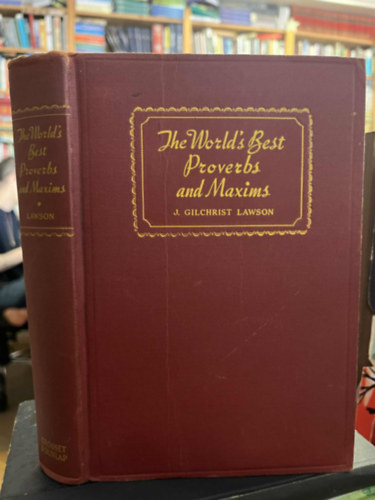 The World's
Best
Proverbs
and Maxims
LAWSON
The World's Best
Proverbs
and Maxims
J. GILCHRIST LAWSON